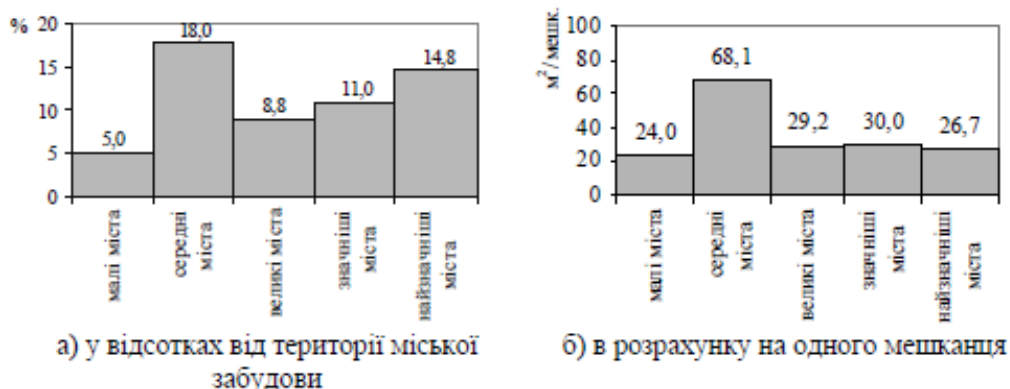 %
20
15
10
5
0
5,0
18,0
8,8
11,0
14,8
малі міста
середні
міста
великі міста
значніші
міста
найзначніші
міста
а) у відсотках від території міської
забудови
м²/мешк.
100
80
60
40
20
0
24,0
68,1
29,2
30,0
26,7
малі міста
середні
міста
великі міста
значніші
міста
найзначніші
міста
б) в розрахунку на одного мешканця